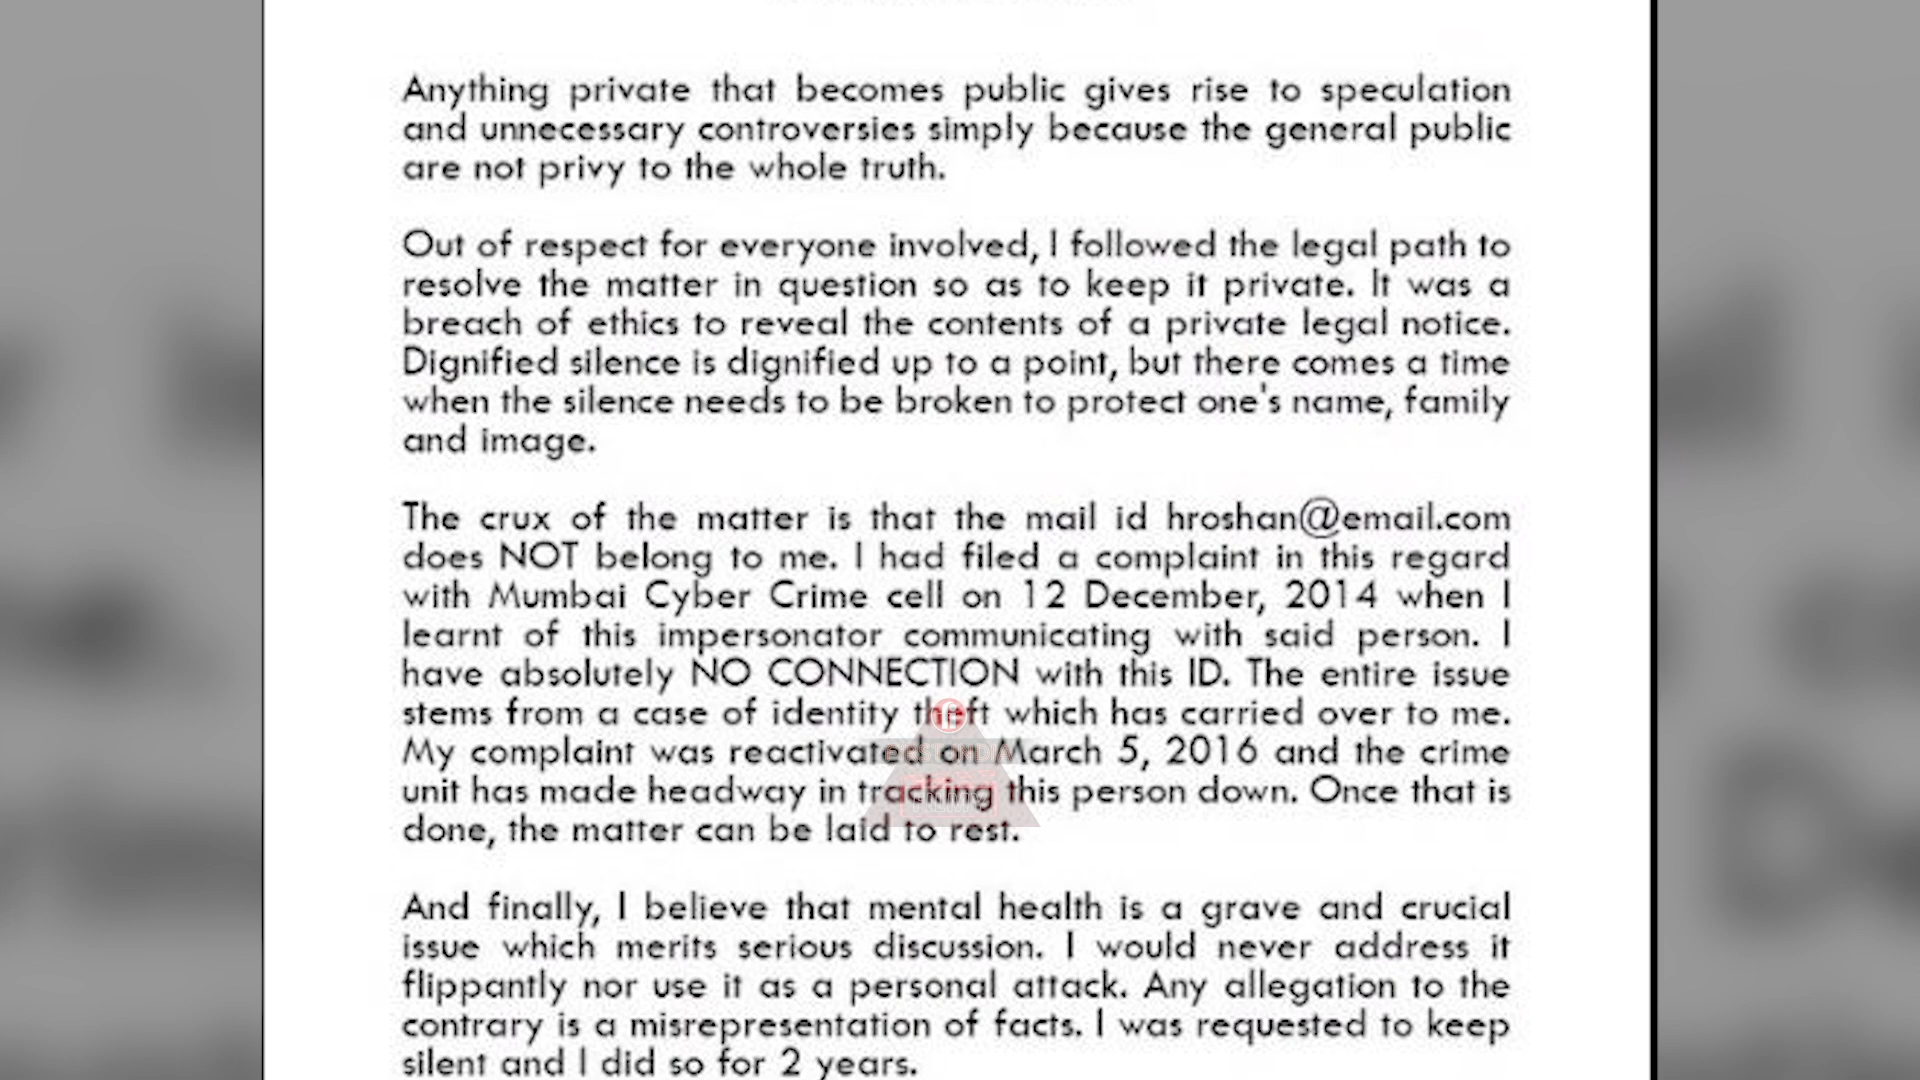 Anything private that becomes public gives rise to speculation
and unnecessary controversies simply because the general public
are not privy to the whole truth.
Out of respect for everyone involved, I followed the legal path to
resolve the matter in question so as to keep it private. It was a
breach of ethics to reveal the contents of a private legal notice.
Dignified silence is dignified up to a point, but there comes a time
when the silence needs to be broken to protect one's name, family
and image.
The crux of the matter is that the mail id hroshan@email.com
does NOT belong to me. I had filed a complaint in this regard
with Mumbai Cyber Crime cell on 12 December, 2014 when I
learnt of this impersonator communicating with said person. I
have absolutely NO CONNECTION with this ID. The entire issue
stems from a case of identity theft which has carried over to me.
My complaint was reactivated on March 5, 2016 and the crime
unit has made headway in tracking this person down. Once that is
done, the matter can be laid to rest.
And finally, I believe that mental health is a grave and crucial
issue which merits serious discussion. I would never address it
flippantly nor use it as a personal attack. Any allegation to the
contrary is a misrepresentation of facts. I was requested to keep
silent and I did so for 2 years.